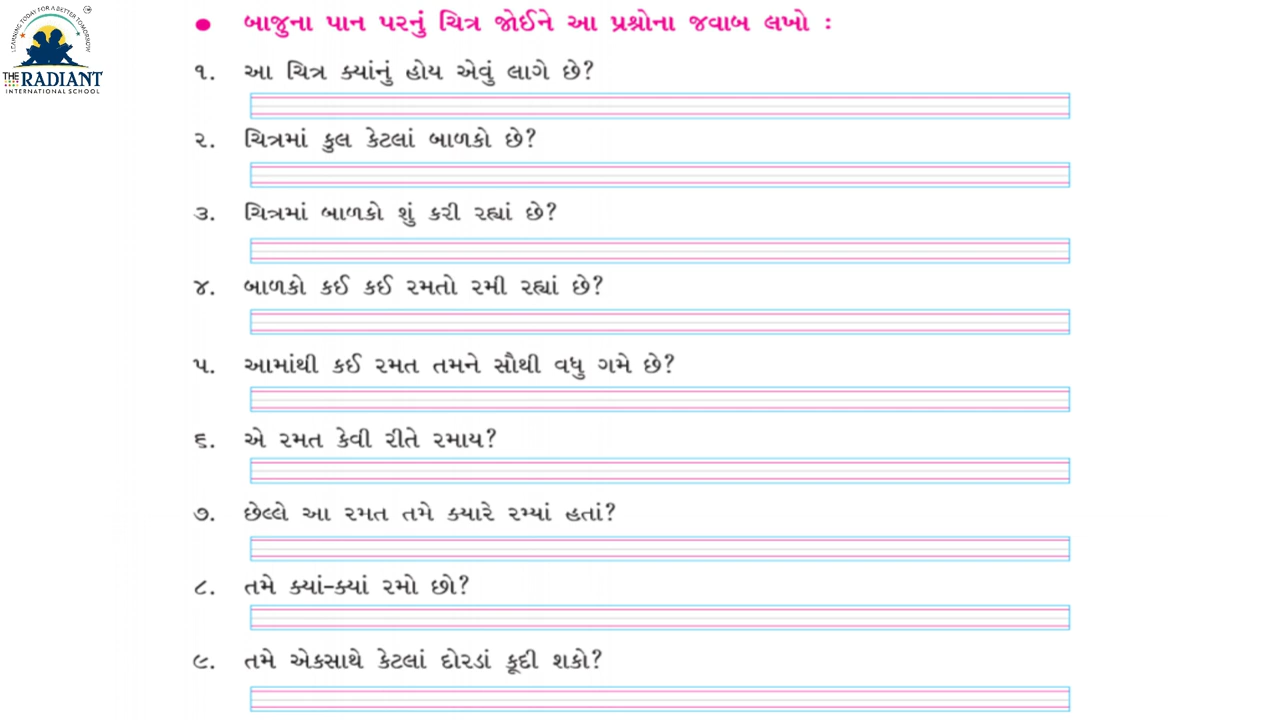 LEARNING TODAY FOR A BETTER TOMORROW
THE RADIANT
INTERNATIONAL SCHOOL
● બાજુના પાન પરનું ચિત્ર જોઈને આ પ્રશ્નોના જવાબ લખો :
૧. આ ચિત્ર ક્યાંનું હોય એવું લાગે છે?
૨. ચિત્રમાં કુલ કેટલાં બાળકો છે?
૩. ચિત્રમાં બાળકો શું કરી રહ્યાં છે?
૪. બાળકો કઈ કઈ રમતો રમી રહ્યાં છે?
૫. આમાંથી કઈ રમત તમને સૌથી વધુ ગમે છે?
૬. એ રમત કેવી રીતે રમાય?
૭. છેલ્લે આ રમત તમે ક્યારે રમ્યાં હતાં?
૮. તમે ક્યાં-ક્યાં રમો છો?
૯. તમે એકસાથે કેટલાં દોરડાં કૂદી શકો?